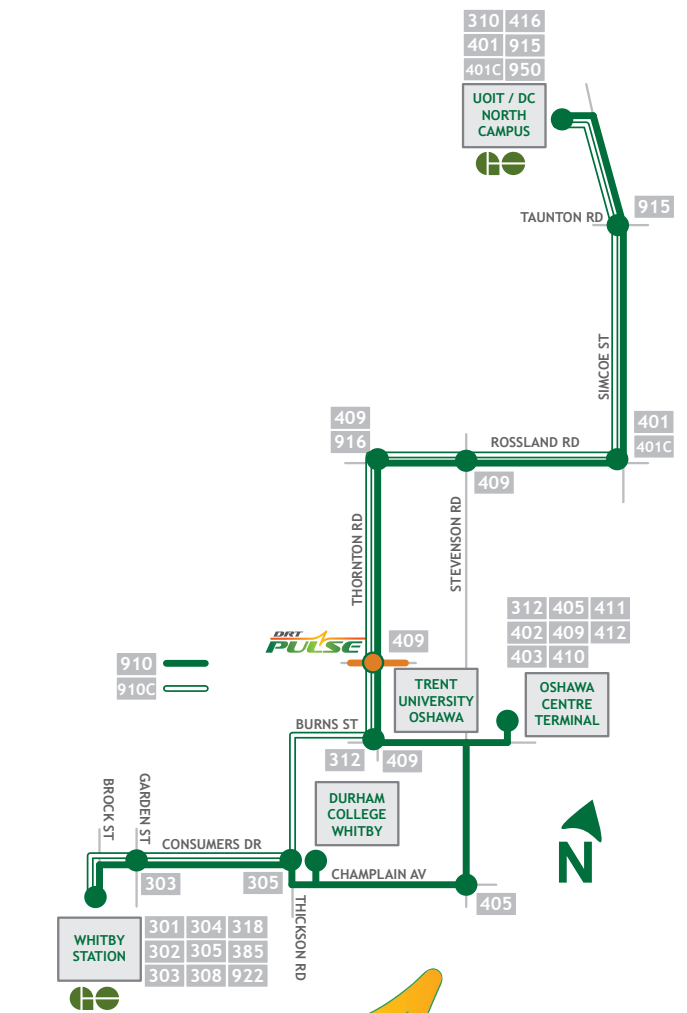 310 416
401 915
401C 950
UOIT / DC
NORTH
CAMPUS
GO
915
TAUNTON RD
SIMCOE ST
409
916
401
401C
ROSSLAND RD
409
THORNTON RD
STEVENSON RD
312 405 411
402 409 412
403 410
DRT
PULSE
409
910
910C
TRENT
UNIVERSITY
OSHAWA
OSHAWA
CENTRE
TERMINAL
BURNS ST
312 409
BROCK ST
GARDEN ST
DURHAM
COLLEGE
WHITBY
CONSUMERS DR
N
303
305
CHAMPLAIN AV
405
THICKSON RD
WHITBY
STATION
301 304 318
302 305 385
303 308 922
GO